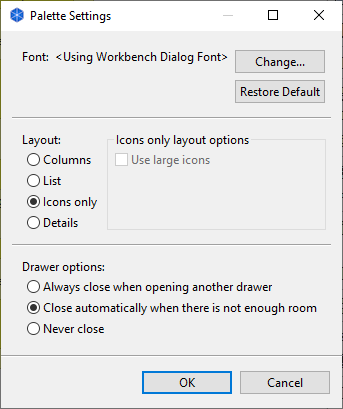 Palette Settings
Font: <Using Workbench Dialog Font>
Change...
Restore Default
Layout:
Columns
List
Icons only
Details
Icons only layout options
Use large icons
Drawer options:
Always close when opening another drawer
Close automatically when there is not enough room
Never close
OK
Cancel